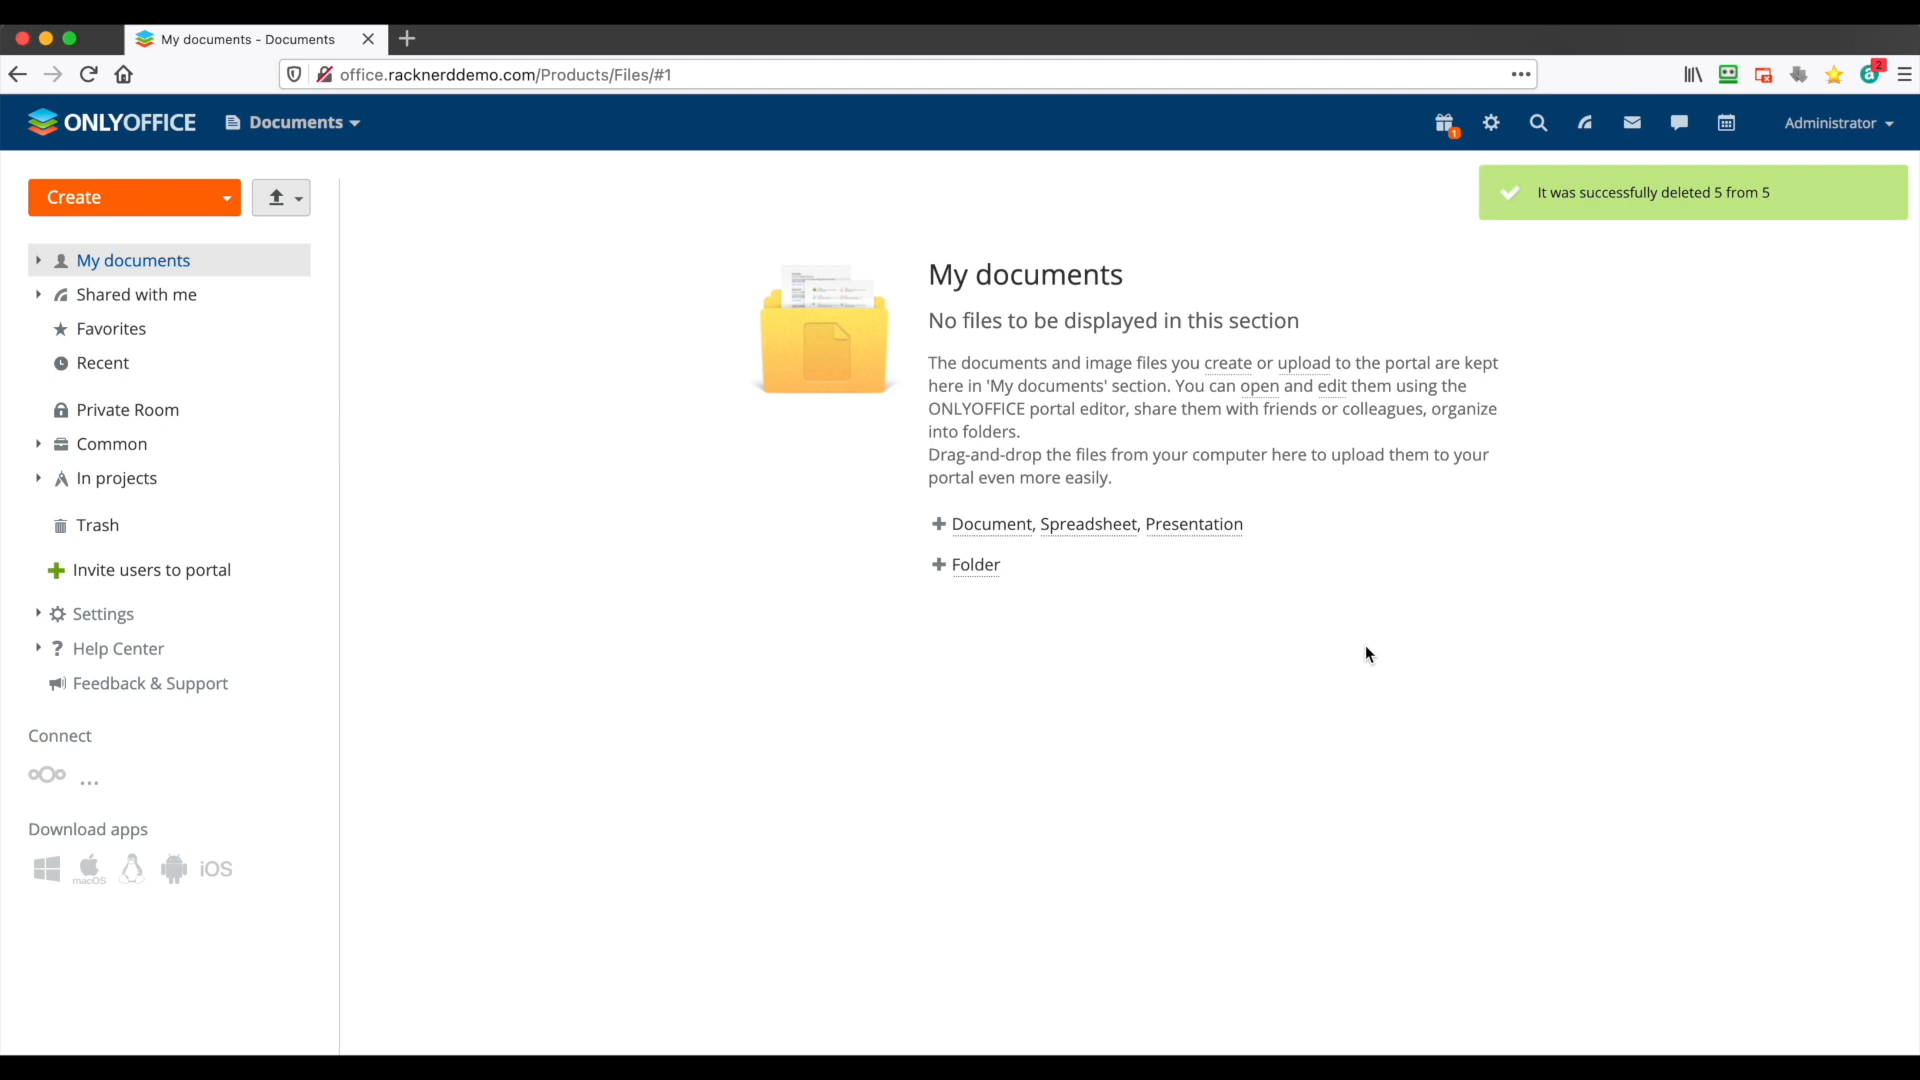 My documents - Documents
office.racknerddemo.com/Products/Files/#1
2
ONLYOFFICE
Documents
1
Administrator
Create
It was successfully deleted 5 from 5
My documents
Shared with me
Favorites
Recent
Private Room
Common
In projects
Trash
Invite users to portal
Settings
? Help Center
Feedback & Support
Connect
...
Download apps
macOS
iOS
My documents
No files to be displayed in this section
The documents and image files you create or upload to the portal are kept
here in 'My documents' section. You can open and edit them using the
ONLYOFFICE portal editor, share them with friends or colleagues, organize
into folders.
Drag-and-drop the files from your computer here to upload them to your
portal even more easily.
Document, Spreadsheet, Presentation
Folder